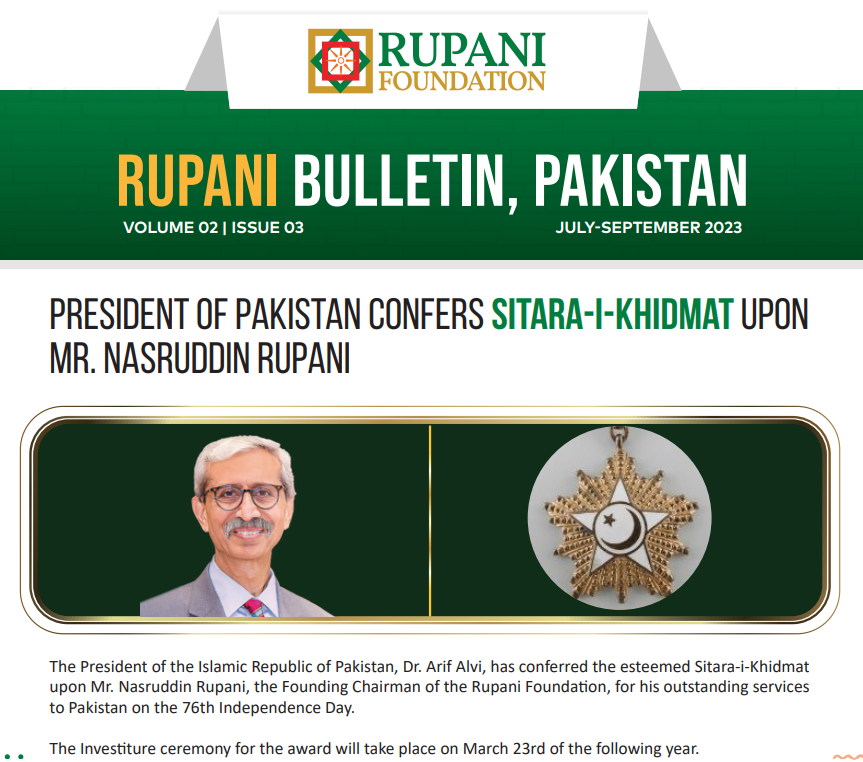 RUPANI
FOUNDATION
RUPANI BULLETIN, PAKISTAN
VOLUME 02 | ISSUE 03 JULY-SEPTEMBER 2023
PRESIDENT OF PAKISTAN CONFERS SITARA-I-KHIDMAT UPON
MR. NASRUDDIN RUPANI
The President of the Islamic Republic of Pakistan, Dr. Arif Alvi, has conferred the esteemed Sitara-i-Khidmat
upon Mr. Nasruddin Rupani, the Founding Chairman of the Rupani Foundation, for his outstanding services
to Pakistan on the 76th Independence Day.
The Investiture ceremony for the award will take place on March 23rd of the following year.